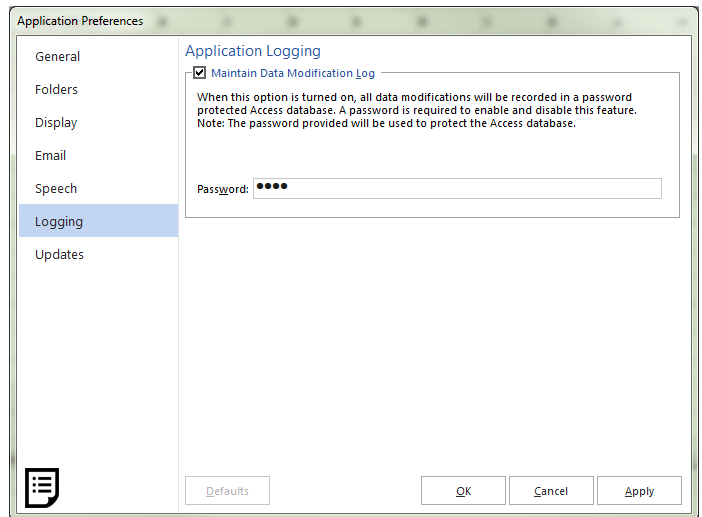 Application Preferences
General
Folders
Display
Email
Speech
Logging
Updates
Application Logging
Maintain Data Modification Log
When this option is turned on, all data modifications will be recorded in a password
protected Access database. A password is required to enable and disable this feature.
Note: The password provided will be used to protect the Access database.
Password: ●●●●
Defaults
OK
Cancel
Apply